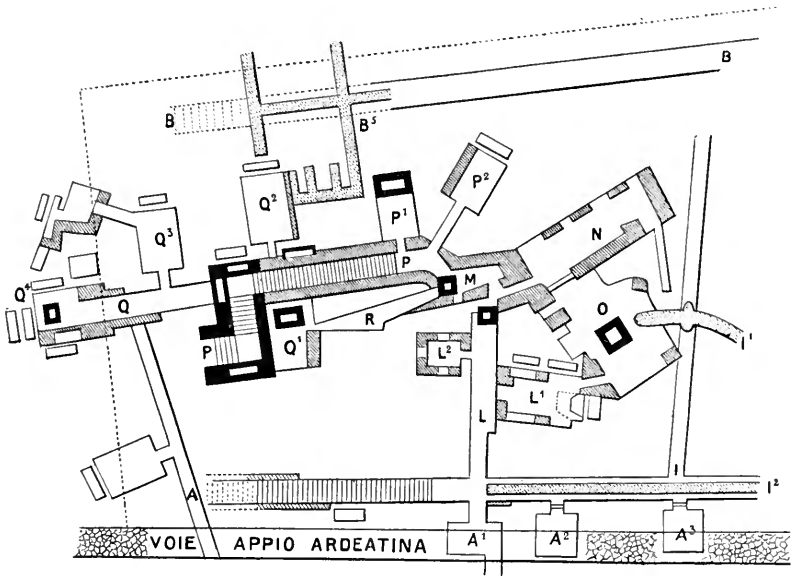 B
B
B⁵
P²
Q²
P¹
N
Q³
P
M
Q⁴
Q
O
R
P
Q¹
L²
I¹
L¹
L
A
I
I²
A¹
A²
A³
VOIE APPIO ARDEATINA